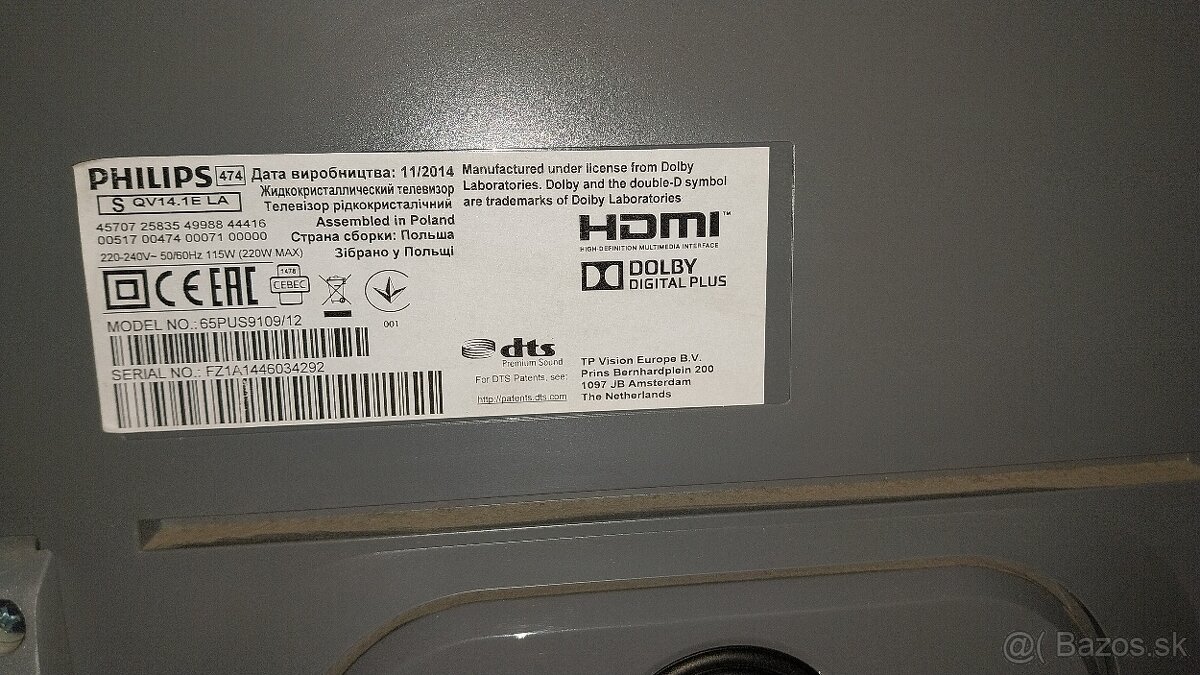 PHILIPS 474 Дата виробництва: 11/2014
S QV14.1E LA
Жидкокристаллический телевизор
Телевізор рідкокристалічний
45707 25835 49988 44416
00517 00474 00071 00000
Assembled in Poland
Страна сборки: Польша
220-240V~ 50/60Hz 115W (220W MAX)
Зібрано у Польщі
CE EAC
1478
CEBEC
001
MODEL NO.: 65PUS9109/12
SERIAL NO.: FZ1A1446034292
Manufactured under license from Dolby
Laboratories. Dolby and the double-D symbol
are trademarks of Dolby Laboratories
HDMI™
HIGH-DEFINITION MULTIMEDIA INTERFACE
DOLBY
DIGITAL PLUS
dts
Premium Sound
For DTS Patents, see:
http://patents.dts.com
TP Vision Europe B.V.
Prins Bernhardplein 200
1097 JB Amsterdam
The Netherlands
@( Bazos.sk